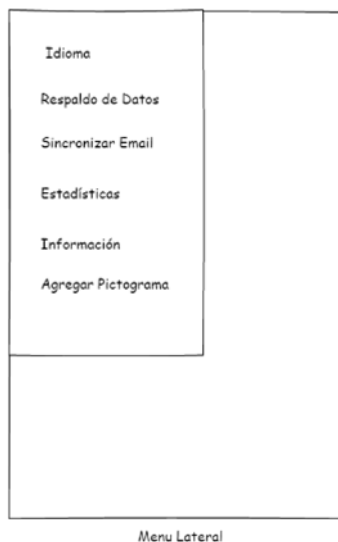 Idioma
Respaldo de Datos
Sincronizar Email
Estadísticas
Información
Agregar Pictograma
Menu Lateral